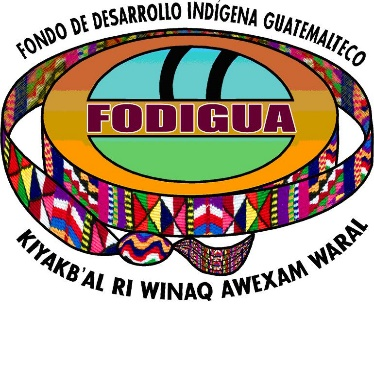 FONDO DE DESARROLLO INDÍGENA GUATEMALTECO
FODIGUA
KIYAKB'AL RI WINAQ AWEXAM WARAL